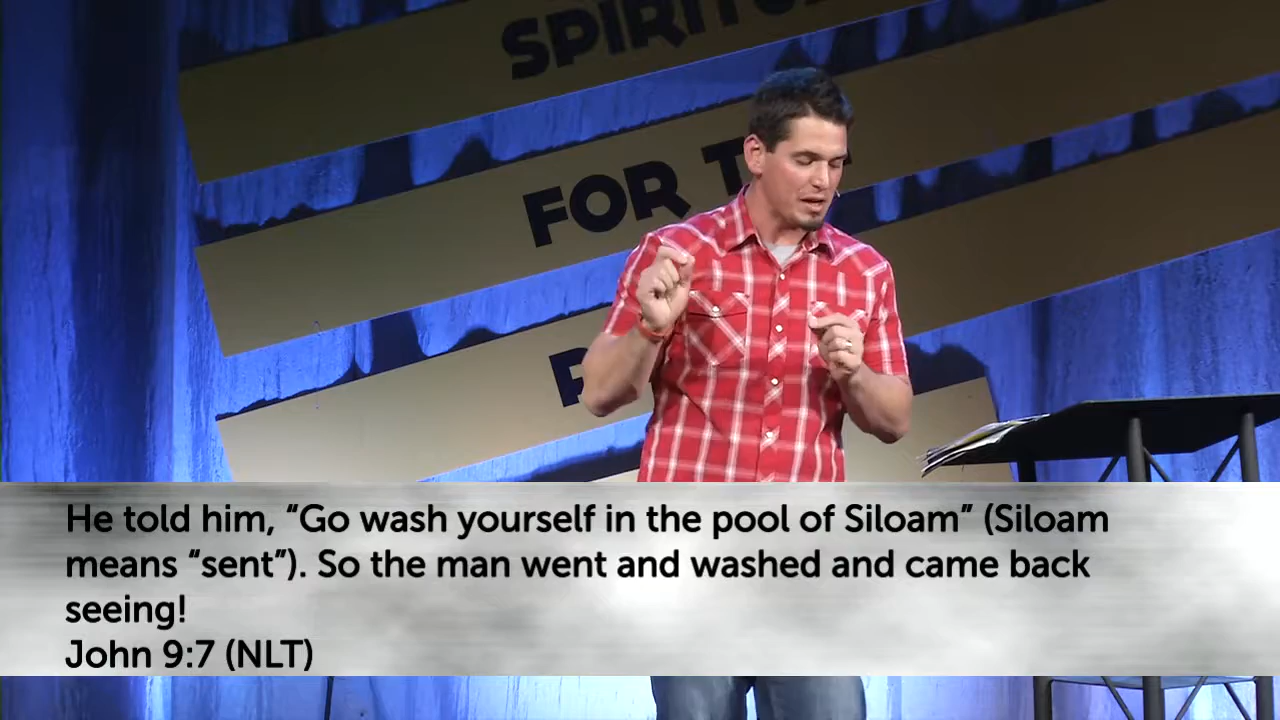 FOR
He told him, “Go wash yourself in the pool of Siloam” (Siloam
means “sent”). So the man went and washed and came back
seeing!
John 9:7 (NLT)